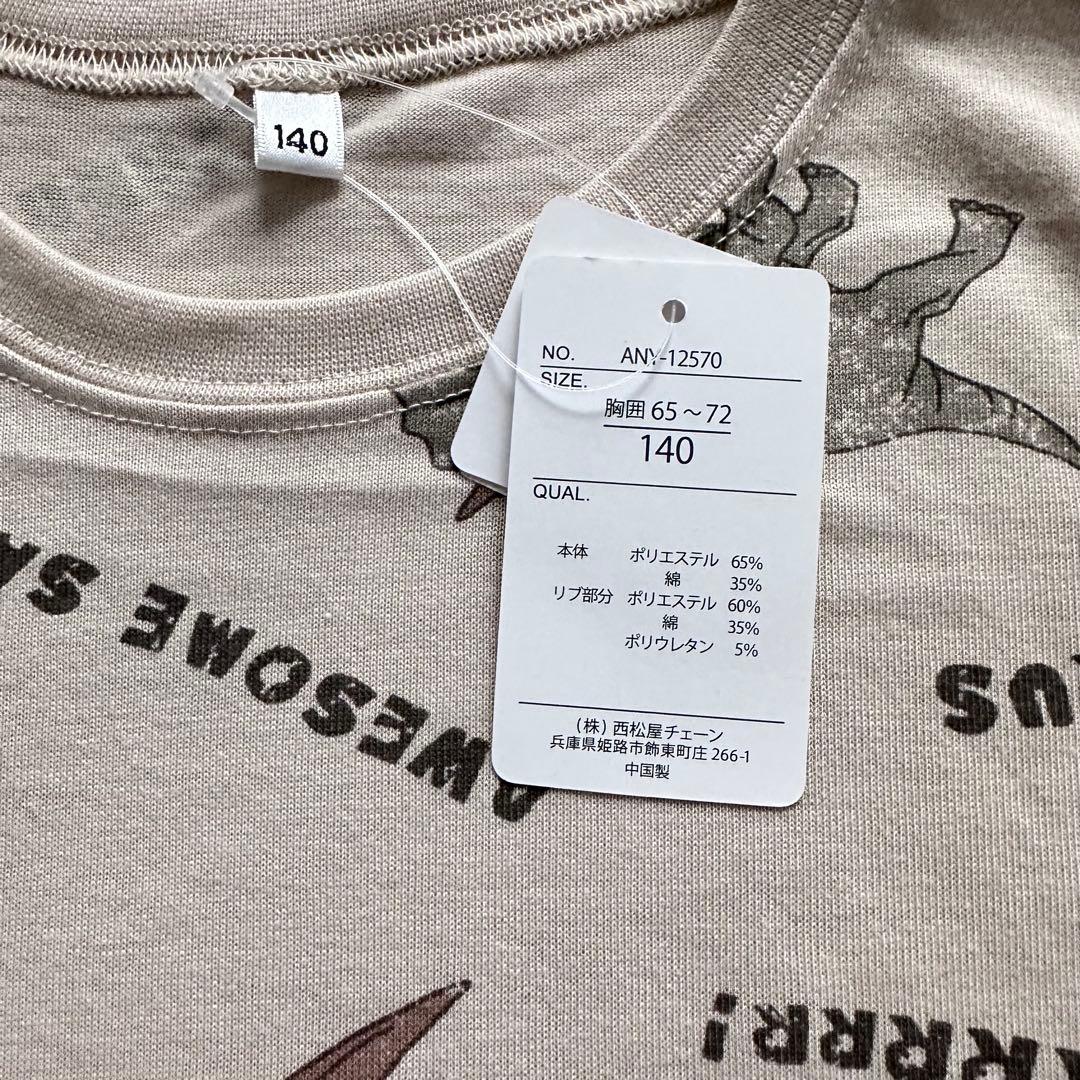 140
NO. ANY-12570
SIZE.
胸囲 65～72
140
QUAL.
本体 ポリエステル 65%
綿 35%
リブ部分 ポリエステル 60%
綿 35%
ポリウレタン 5%
(株) 西松屋チェーン
兵庫県姫路市飾東町庄 266-1
中国製
AWESOME